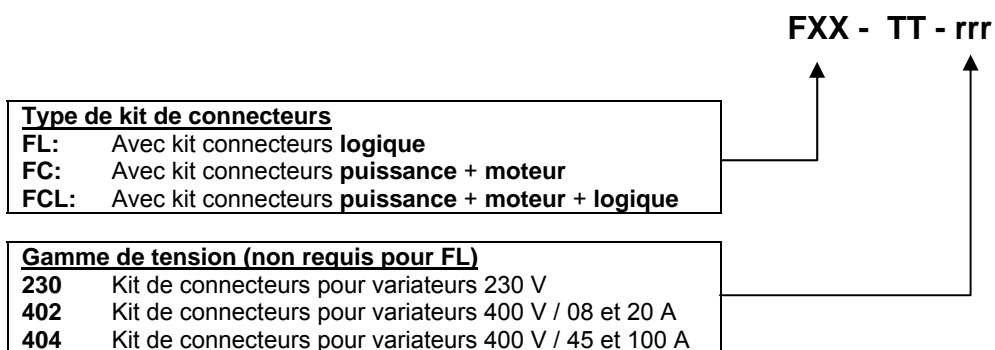 FXX - TT - rrr
Type de kit de connecteurs
FL: Avec kit connecteurs logique
FC: Avec kit connecteurs puissance + moteur
FCL: Avec kit connecteurs puissance + moteur + logique
Gamme de tension (non requis pour FL)
230 Kit de connecteurs pour variateurs 230 V
402 Kit de connecteurs pour variateurs 400 V / 08 et 20 A
404 Kit de connecteurs pour variateurs 400 V / 45 et 100 A